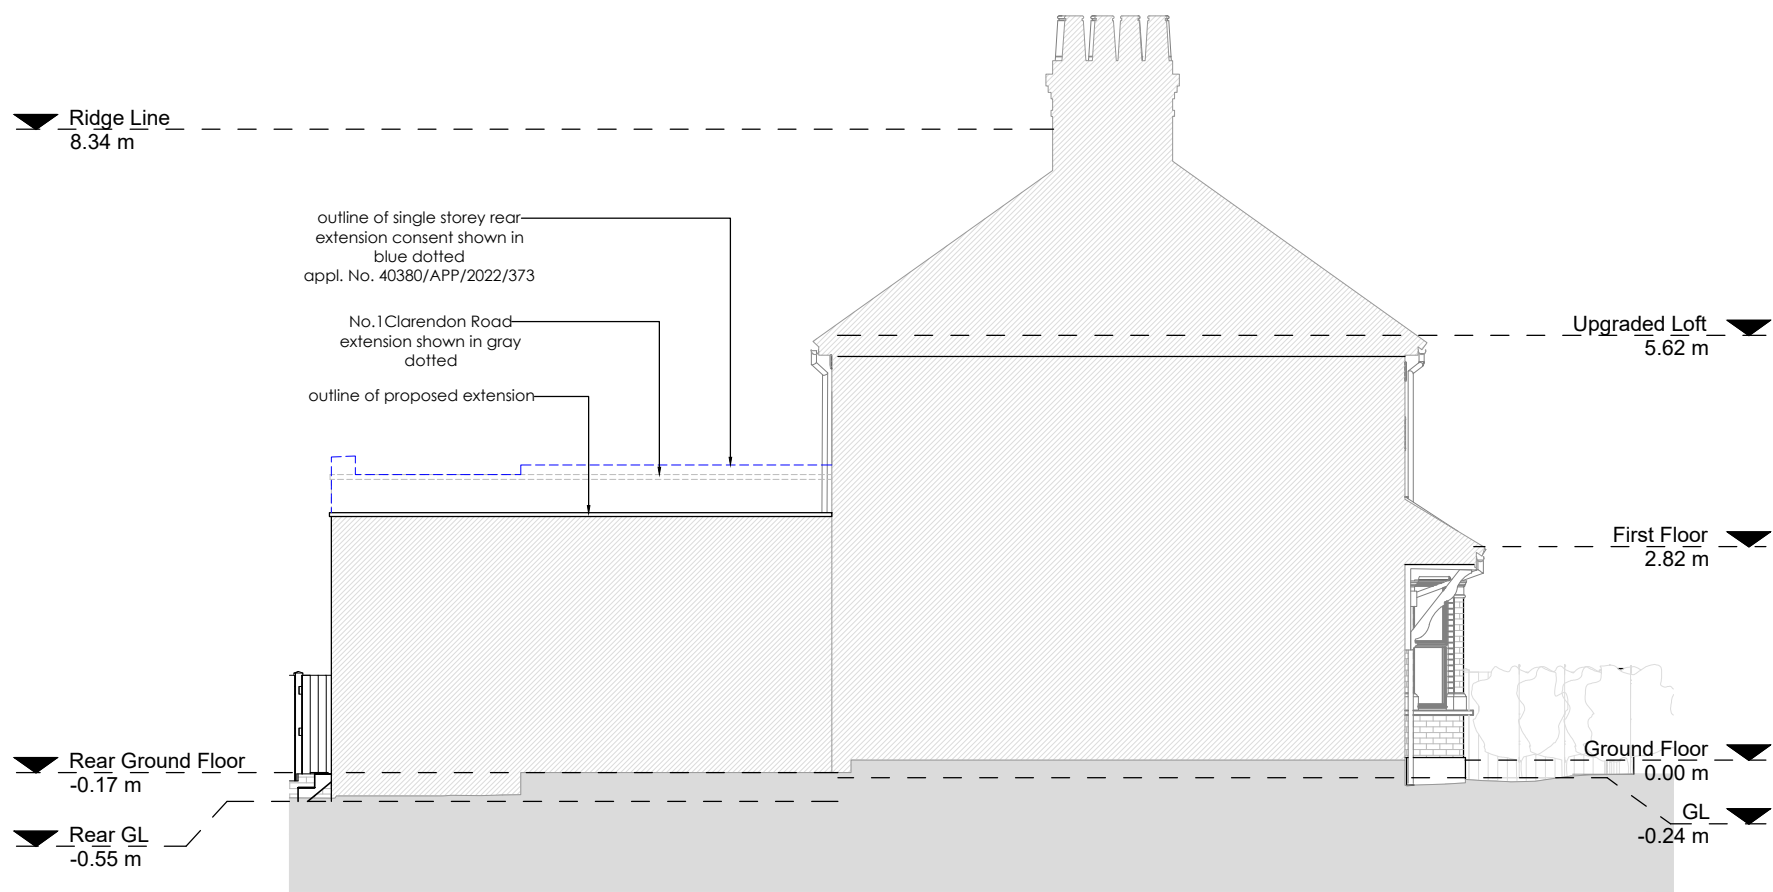 Ridge Line
8.34 m
outline of single storey rear
extension consent shown in
blue dotted
appl. No. 40380/APP/2022/373
No.1Clarendon Road
extension shown in gray
dotted
outline of proposed extension
Upgraded Loft
5.62 m
First Floor
2.82 m
Rear Ground Floor
-0.17 m
Ground Floor
0.00 m
Rear GL
-0.55 m
GL
-0.24 m